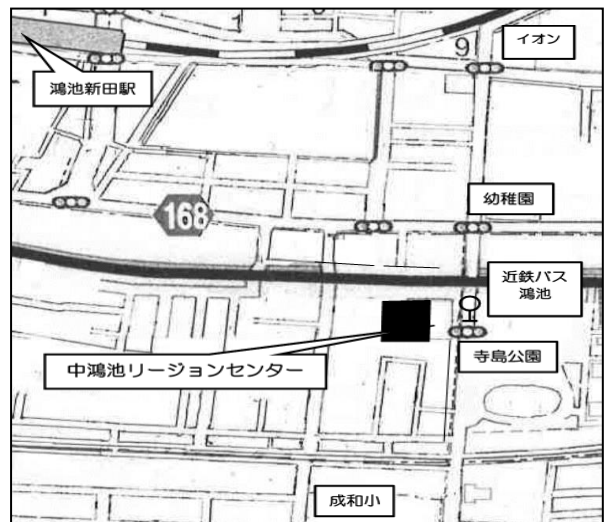 イオン
9
鴻池新田駅
幼稚園
168
近鉄バス
鴻池
寺島公園
中鴻池リージョンセンター
成和小